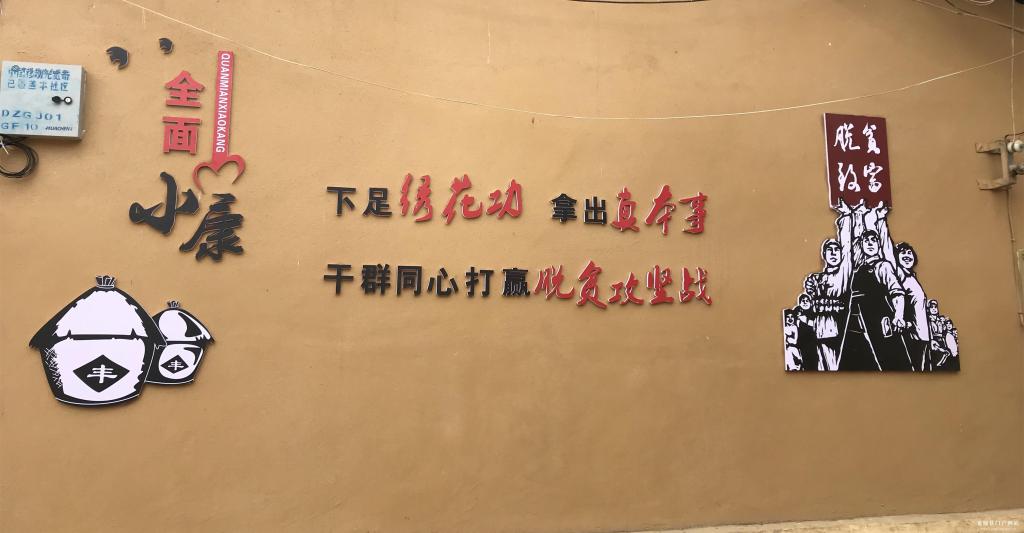 全面
小康
QUANMIANXIAOKANG
下足绣花功 拿出真本事
干群同心打赢脱贫攻坚战
脱贫
致富
丰
丰
DZGJ01
GF10 HUACHENG